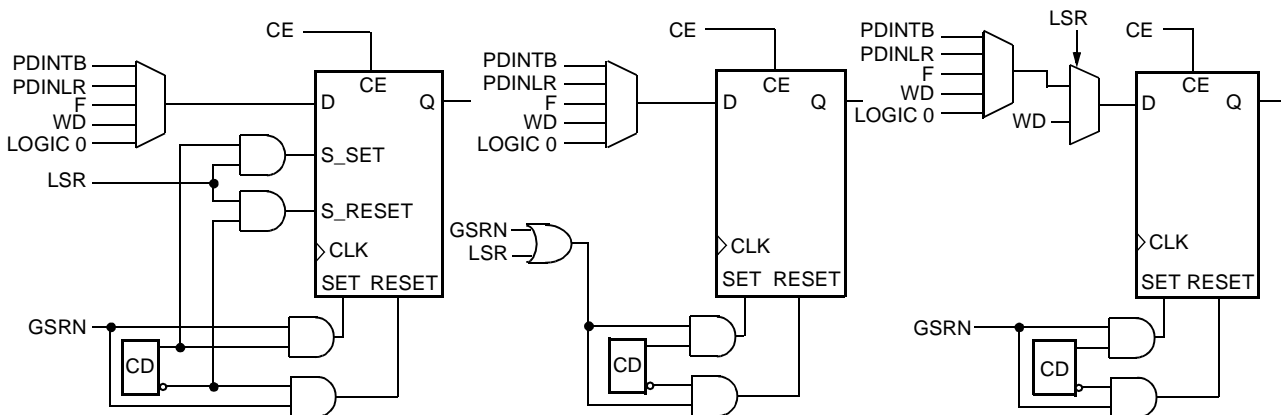 CE
PDINTB
PDINLR
F
WD
LOGIC 0
LSR
D
CE
Q
S_SET
S_RESET
CLK
SET RESET
GSRN
CD
CE
PDINTB
PDINLR
F
WD
LOGIC 0
D
CE
Q
GSRN
LSR
CLK
SET RESET
CD
LSR
CE
PDINTB
PDINLR
F
WD
LOGIC 0
WD
D
CE
Q
CLK
SET RESET
GSRN
CD